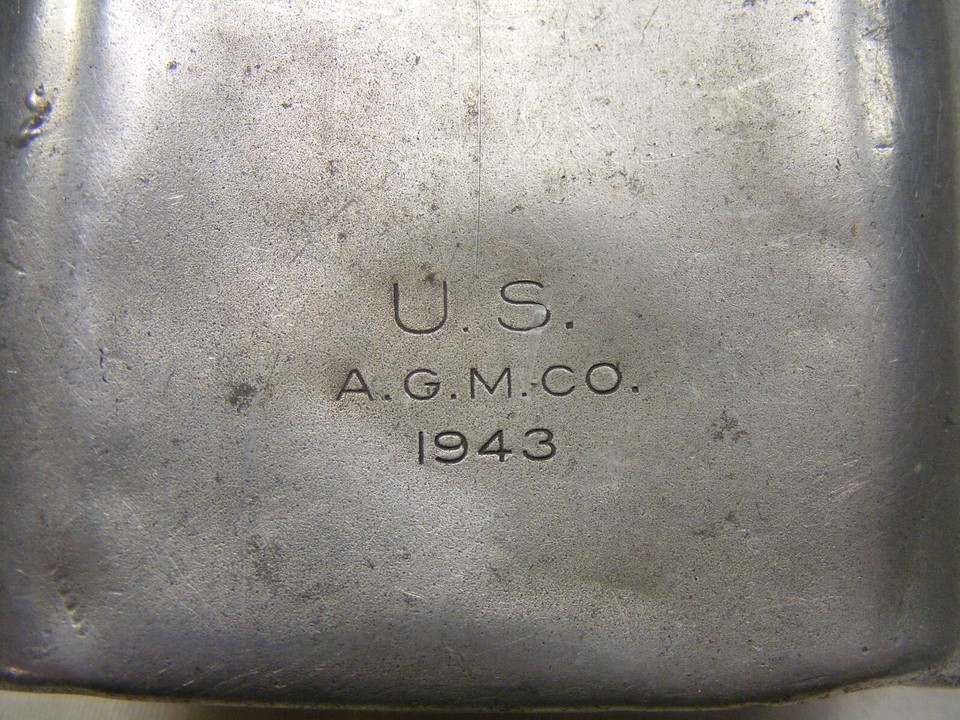 U. S.
A. G. M. CO.
1943